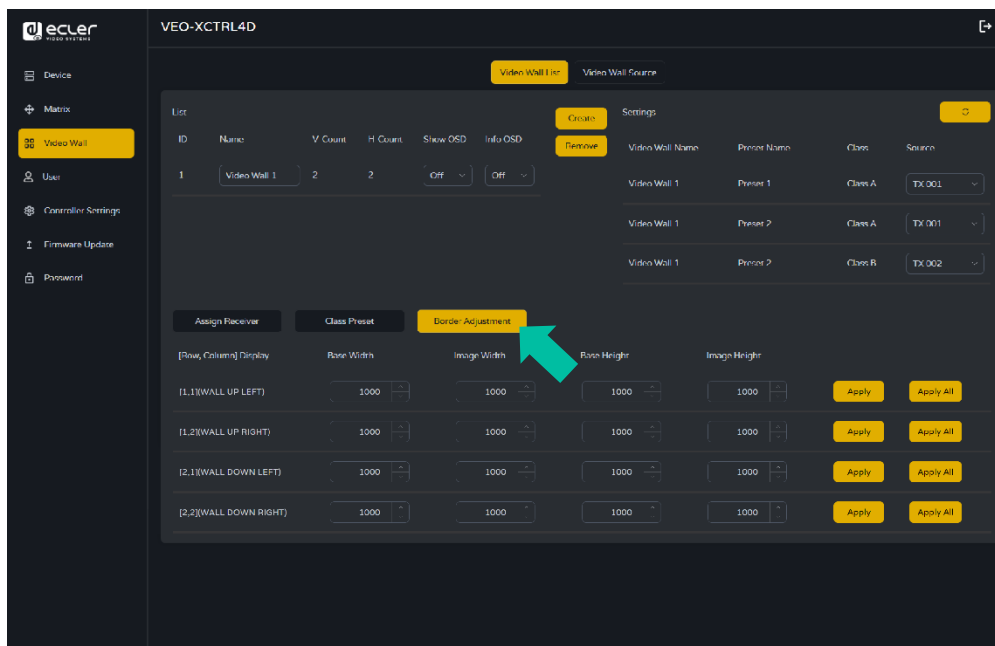 ecler
VIDEO SYSTEMS
VEO-XCTRL4D
Device
Matrix
Video Wall
User
Controller Settings
Firmware Update
Password
Video Wall List Video Wall Source
List
Create
Remove
ID Name V Count H Count Show OSD Info OSD
1 Video Wall 1 2 2 Off Off
Settings
Video Wall Name Preset Name Class Source
Video Wall 1 Preset 1 Class A TX 001
Video Wall 1 Preset 2 Class A TX 001
Video Wall 1 Preset 2 Class B TX 002
Assign Receiver Class Preset Border Adjustment
[Row, Column] Display Base Width Image Width Base Height Image Height
[1,1](WALL UP LEFT) 1000 1000 1000 1000 Apply Apply All
[1,2](WALL UP RIGHT) 1000 1000 1000 1000 Apply Apply All
[2,1](WALL DOWN LEFT) 1000 1000 1000 1000 Apply Apply All
[2,2](WALL DOWN RIGHT) 1000 1000 1000 1000 Apply Apply All